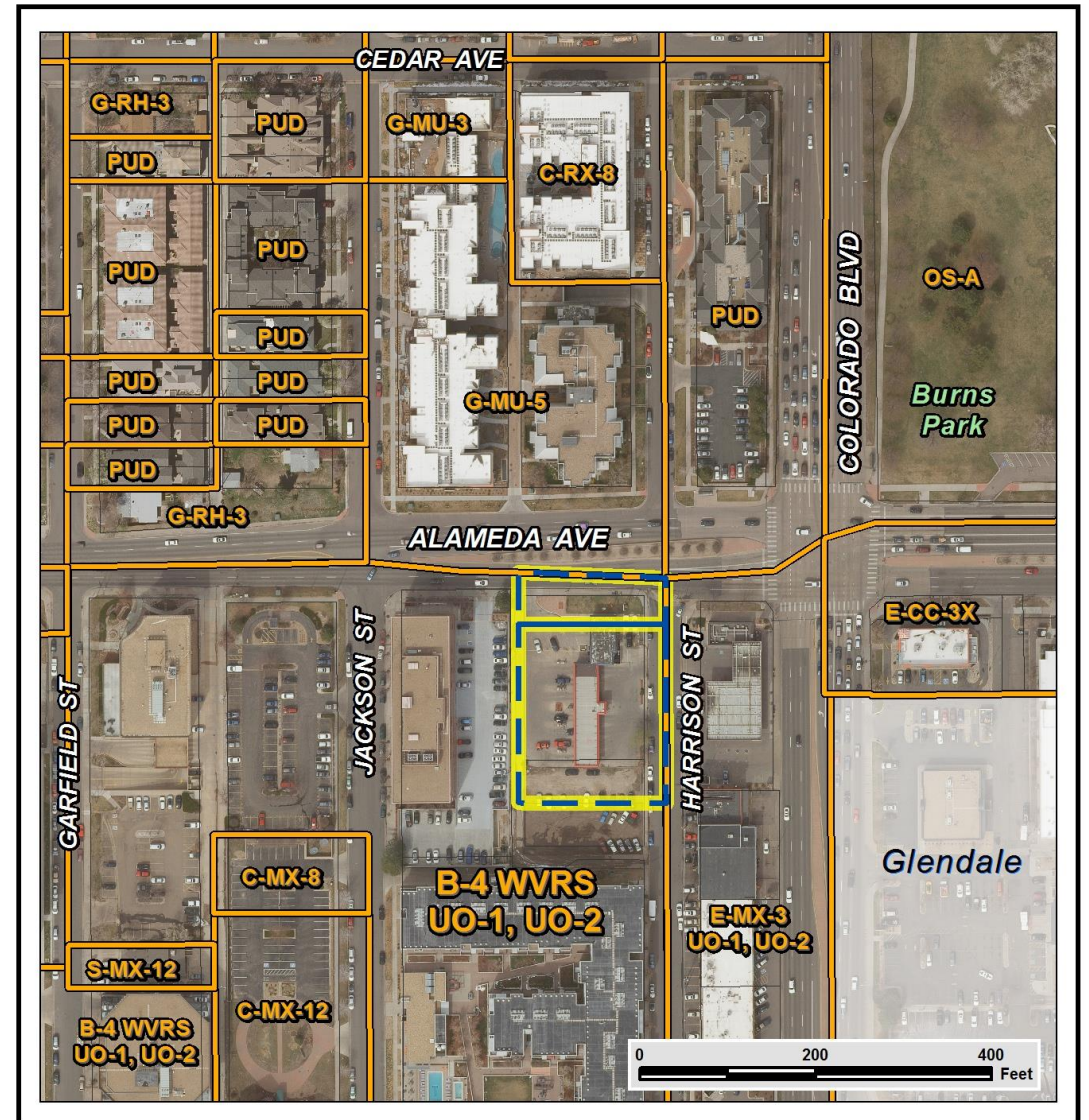 CEDAR AVE
G-RH-3
PUD
G-MU-3
PUD
C-RX-8
PUD
PUD
PUD
OS-A
COLORADO BLVD
PUD
PUD
PUD
PUD
G-MU-5
Burns
Park
PUD
PUD
PUD
G-RH-3
ALAMEDA AVE
E-CC-3X
GARFIELD ST
JACKSON ST
HARRISON ST
Glendale
C-MX-8
B-4 WVRS
UO-1, UO-2
E-MX-3
UO-1, UO-2
S-MX-12
C-MX-12
B-4 WVRS
UO-1, UO-2
0 200 400
Feet